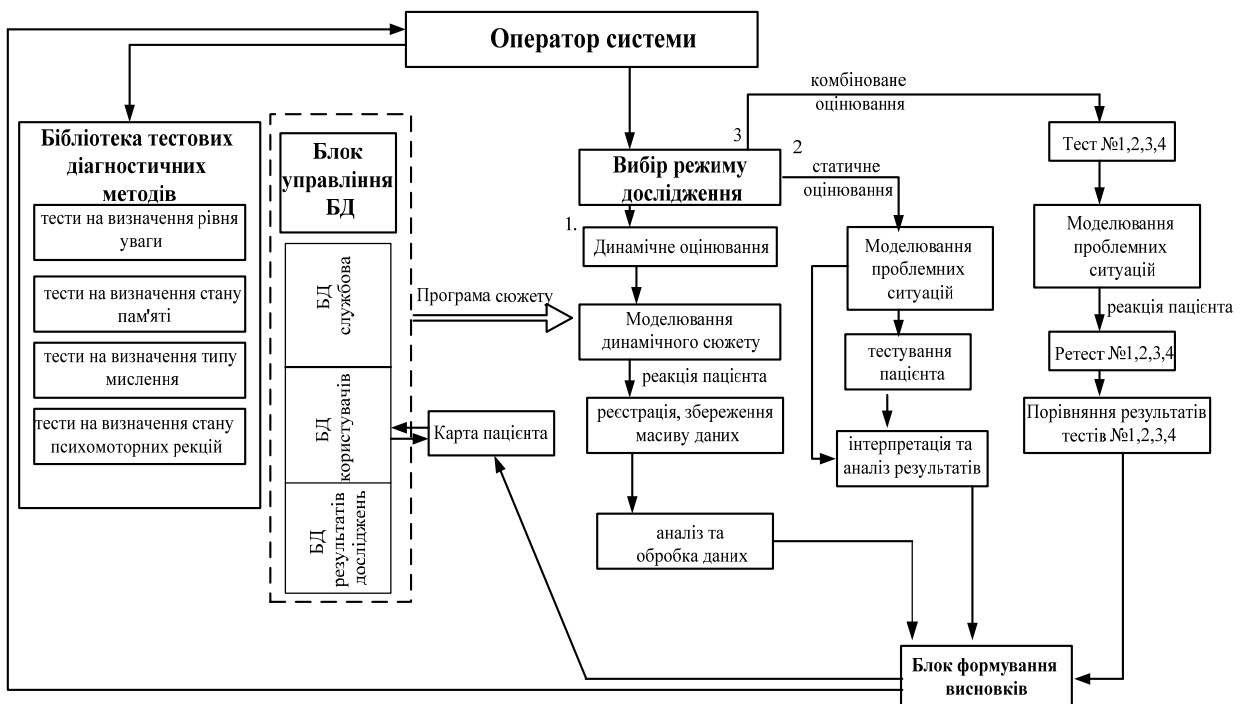 Оператор системи
Бібліотека тестових
діагностичних
методів
тести на визначення рівня
уваги
тести на визначення стану
пам'яті
тести на визначення типу
мислення
тести на визначення стану
психомоторних рекцій
Блок
управління
БД
БД
службова
БД
користувачів
БД
результатів
досліджень
Програма сюжету
Карта пацієнта
Вибір режиму
дослідження
1.
Динамічне оцінювання
Моделювання
динамічного сюжету
реакція пацієнта
реєстрація, збереження
масиву даних
аналіз та
обробка даних
2
статичне
оцінювання
Моделювання
проблемних
ситуацій
тестування
пацієнта
інтерпретація та
аналіз результатів
3
комбіноване
оцінювання
Тест №1,2,3,4
Моделювання
проблемних
ситуацій
реакція пацієнта
Ретест №1,2,3,4
Порівняння результатів
тестів №1,2,3,4
Блок формування
висновків